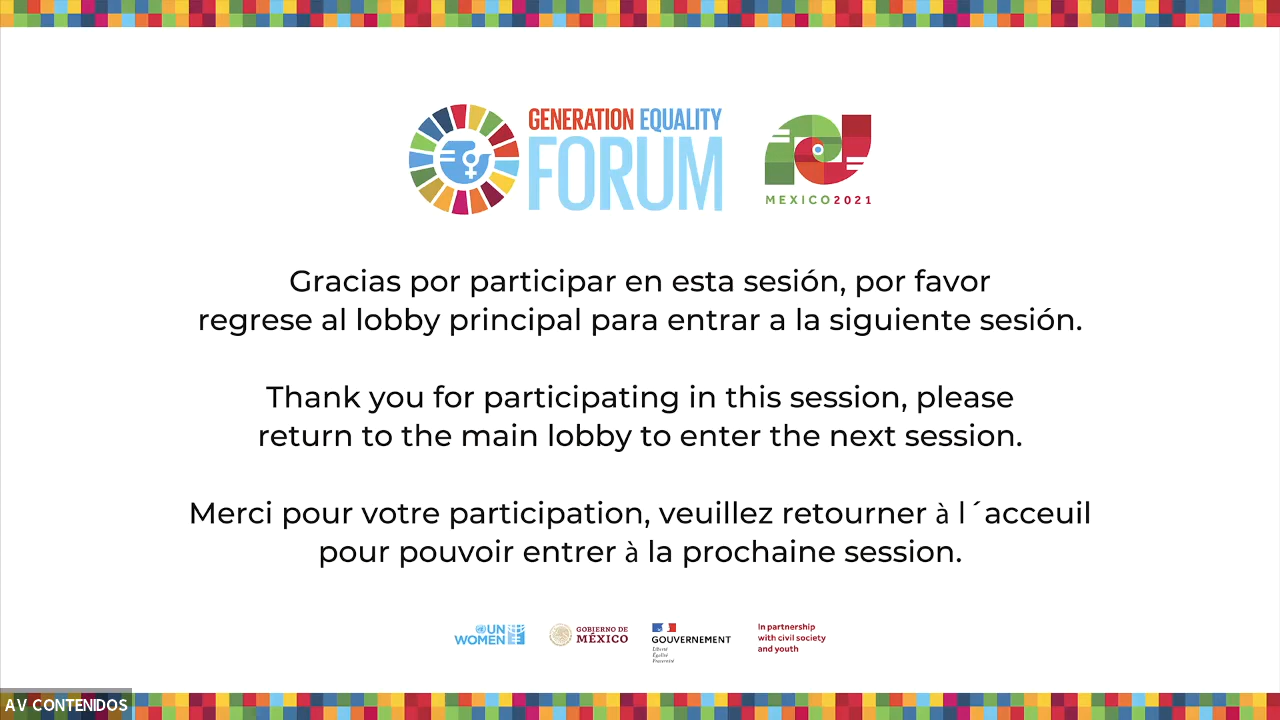 GENERATION EQUALITY
FORUM
MEXICO2021
Gracias por participar en esta sesión, por favor
regrese al lobby principal para entrar a la siguiente sesión.
Thank you for participating in this session, please
return to the main lobby to enter the next session.
Merci pour votre participation, veuillez retourner à l´acceuil
pour pouvoir entrer à la prochaine session.
UN
WOMEN
GOBIERNO DE
MÉXICO
GOUVERNEMENT
Liberté
Égalité
Fraternité
In partnership
with civil society
and youth
AV CONTENIDOS